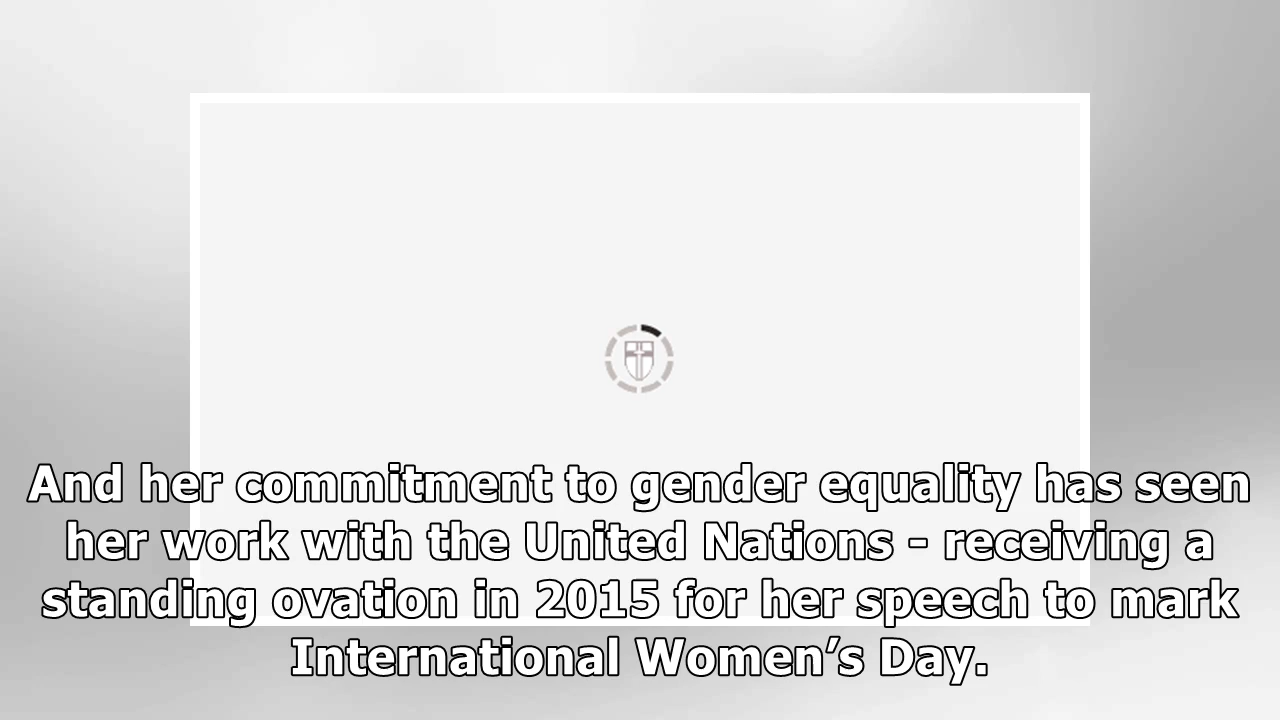 And her commitment to gender equality has seen
her work with the United Nations - receiving a
standing ovation in 2015 for her speech to mark
International Women’s Day.